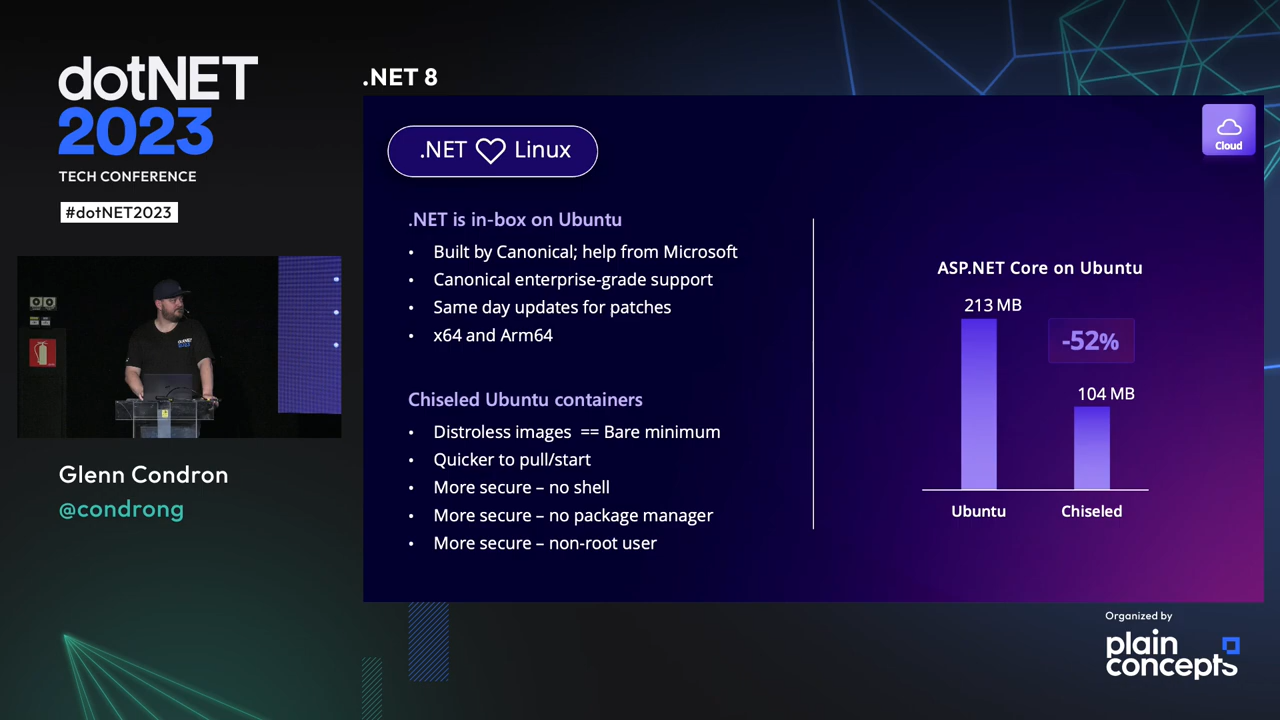 dotNET
2023
TECH CONFERENCE
#dotNET2023
Glenn Condron
@condrong
.NET 8
.NET ♡ Linux
Cloud
.NET is in-box on Ubuntu
• Built by Canonical; help from Microsoft
• Canonical enterprise-grade support
• Same day updates for patches
• x64 and Arm64
Chiseled Ubuntu containers
• Distroless images == Bare minimum
• Quicker to pull/start
• More secure – no shell
• More secure – no package manager
• More secure – non-root user
ASP.NET Core on Ubuntu
213 MB
-52%
104 MB
Ubuntu
Chiseled
Organized by
plain
concepts